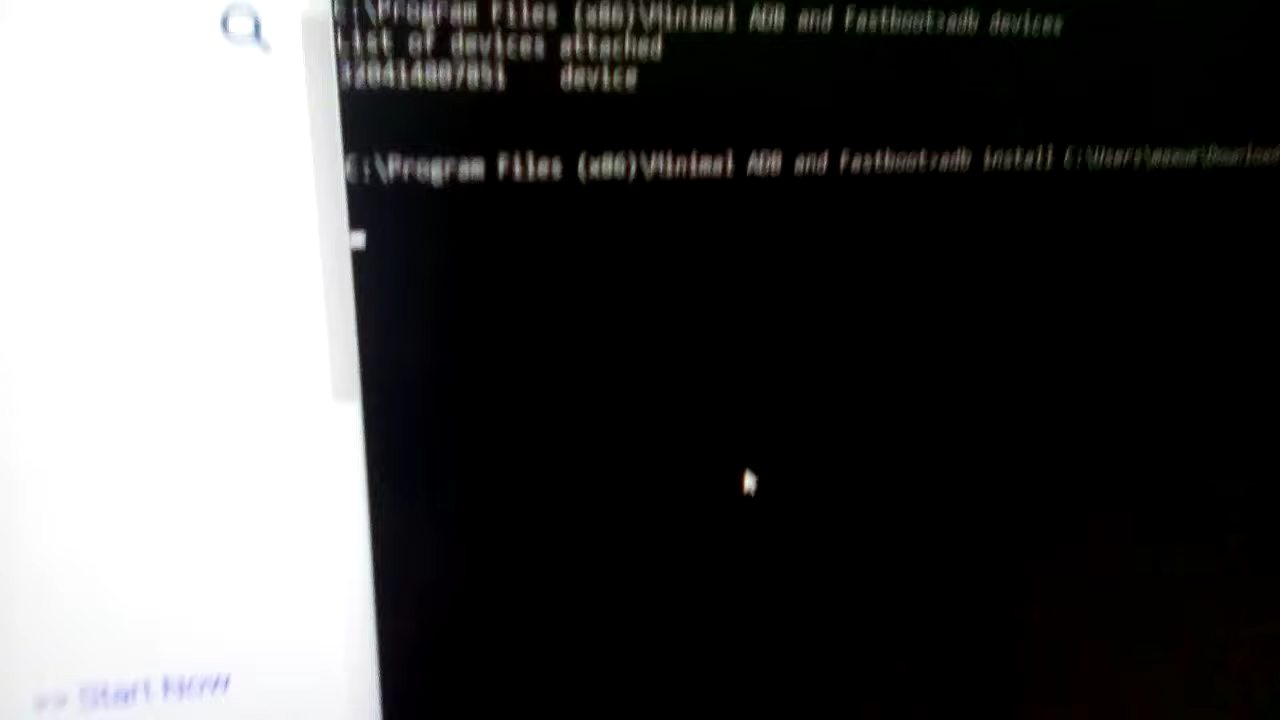 C:\Program Files (x86)\Minimal ADB and Fastboot>adb devices
List of devices attached
device
C:\Program Files (x86)\Minimal ADB and Fastboot>adb install C:\Users\
>> Start Now